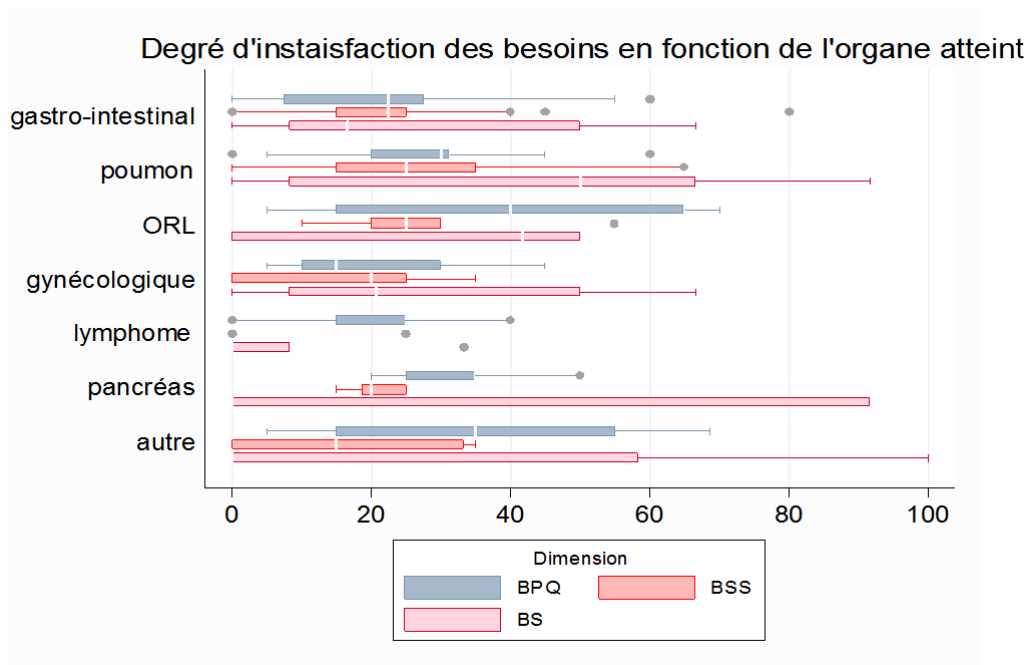 Degré d'instaisfaction des besoins en fonction de l'organe atteint
gastro-intestinal
poumon
ORL
gynécologique
lymphome
pancréas
autre
0 20 40 60 80 100
Dimension
BPQ BSS
BS